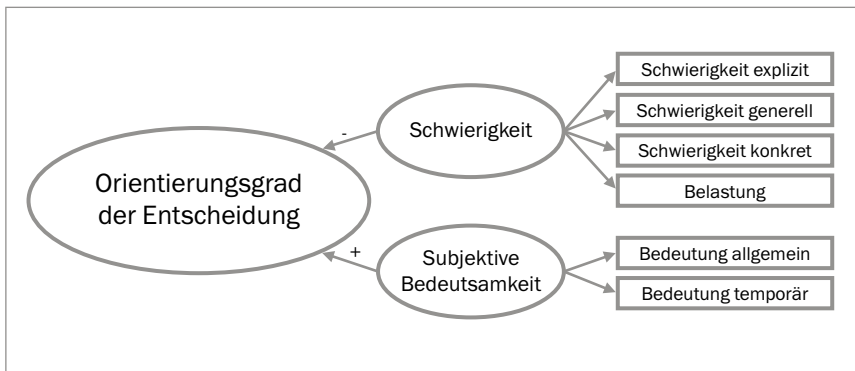 Orientierungsgrad
der Entscheidung
-
+
Schwierigkeit
Subjektive
Bedeutsamkeit
Schwierigkeit explizit
Schwierigkeit generell
Schwierigkeit konkret
Belastung
Bedeutung allgemein
Bedeutung temporär